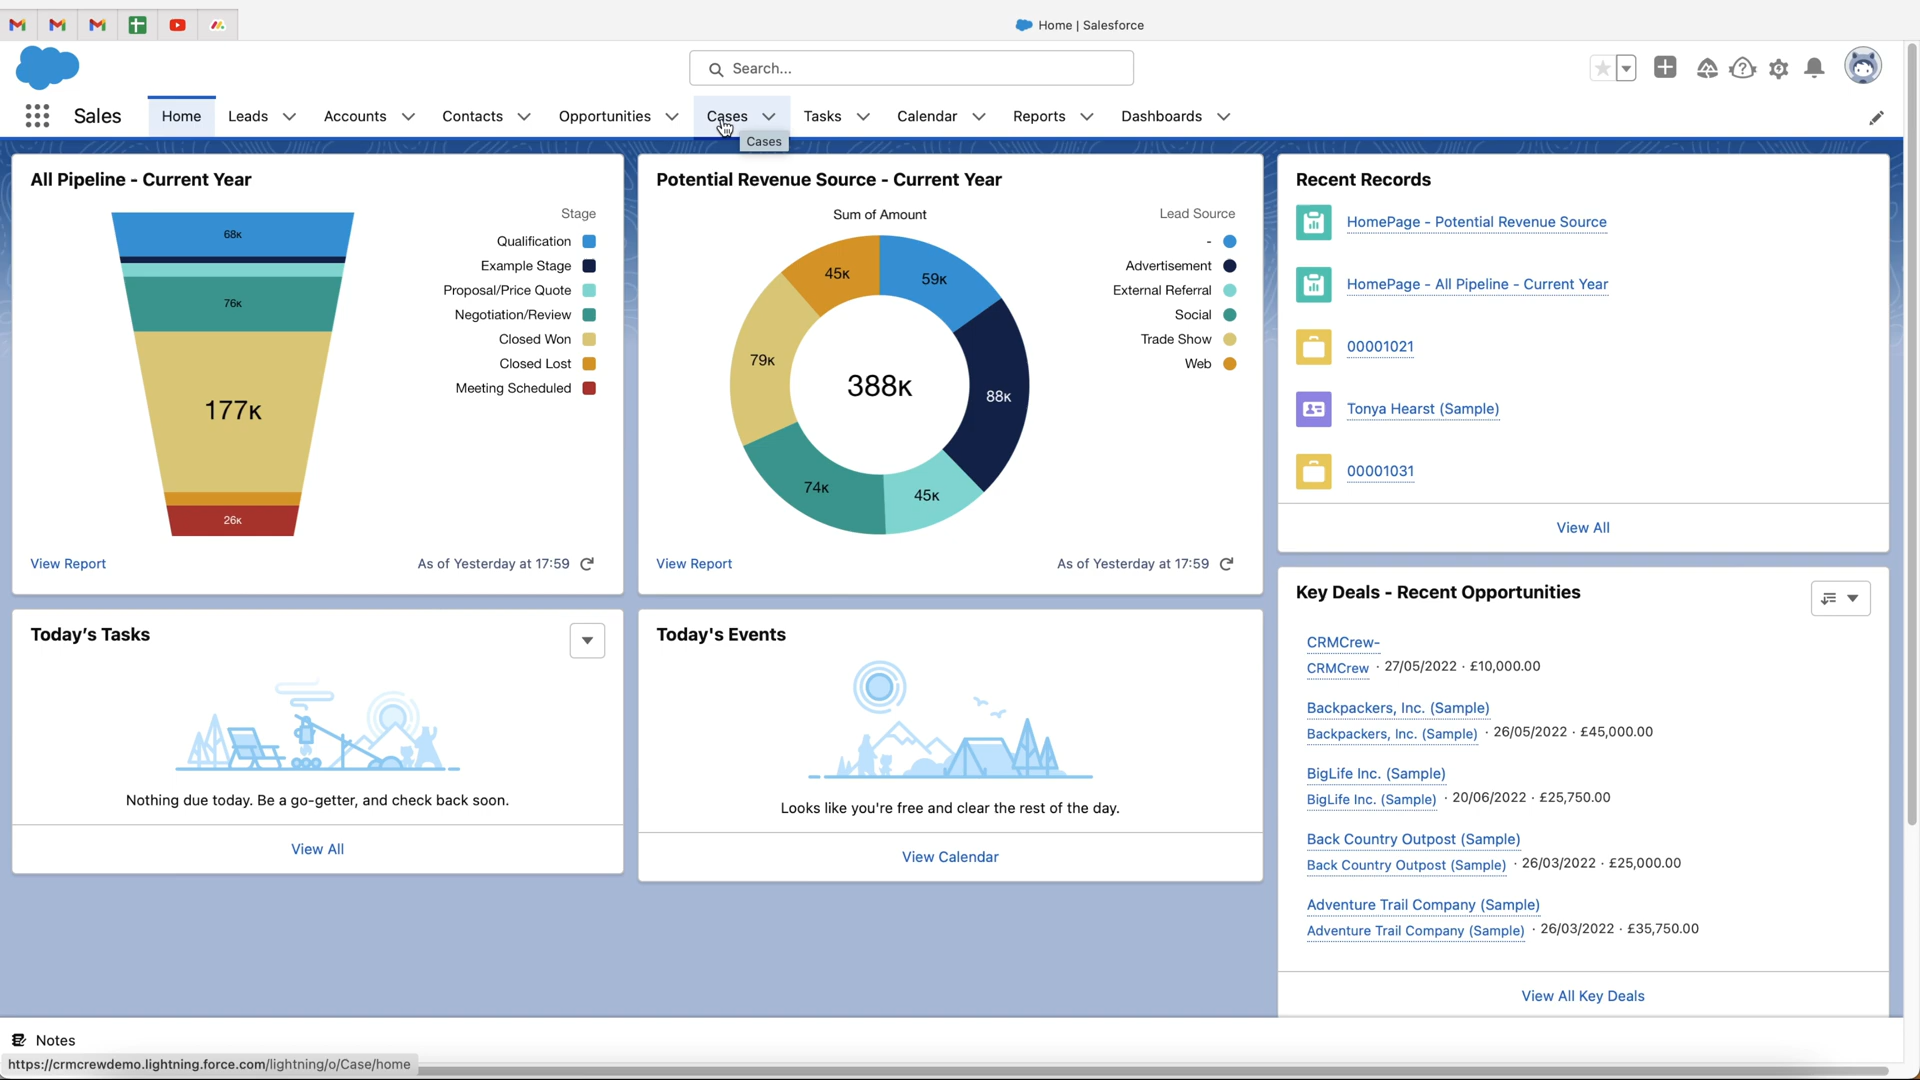 Home | Salesforce
Search...
Sales
Home
Leads
Accounts
Contacts
Opportunities
Cases
Tasks
Calendar
Reports
Dashboards
Cases
All Pipeline - Current Year
Stage
Qualification
Example Stage
Proposal/Price Quote
Negotiation/Review
Closed Won
Closed Lost
Meeting Scheduled
68K
76K
177K
26K
View Report
As of Yesterday at 17:59
Potential Revenue Source - Current Year
Sum of Amount
Lead Source
-
Advertisement
External Referral
Social
Trade Show
Web
45K
59K
79K
388K
88K
74K
45K
View Report
As of Yesterday at 17:59
Recent Records
HomePage - Potential Revenue Source
HomePage - All Pipeline - Current Year
00001021
Tonya Hearst (Sample)
00001031
View All
Today's Tasks
Nothing due today. Be a go-getter, and check back soon.
View All
Today's Events
Looks like you're free and clear the rest of the day.
View Calendar
Key Deals - Recent Opportunities
CRMCrew-
CRMCrew · 27/05/2022 · £10,000.00
Backpackers, Inc. (Sample)
Backpackers, Inc. (Sample) · 26/05/2022 · £45,000.00
BigLife Inc. (Sample)
BigLife Inc. (Sample) · 20/06/2022 · £25,750.00
Back Country Outpost (Sample)
Back Country Outpost (Sample) · 26/03/2022 · £25,000.00
Adventure Trail Company (Sample)
Adventure Trail Company (Sample) · 26/03/2022 · £35,750.00
View All Key Deals
Notes
https://crmcrewdemo.lightning.force.com/lightning/o/Case/home